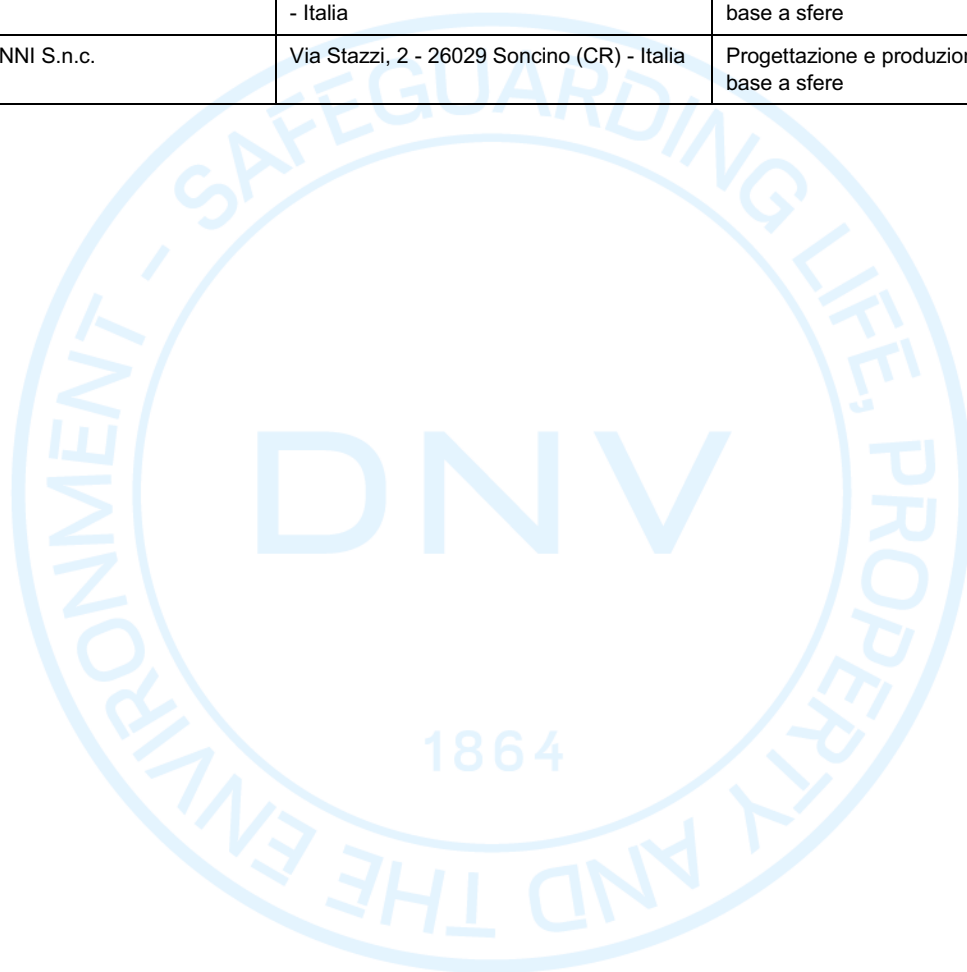 - Italia
base a sfere
NNI S.n.c.
Via Stazzi, 2 - 26029 Soncino (CR) - Italia
Progettazione e produzion
base a sfere
SAFEGUARDING LIFE, PROPERTY AND THE ENVIRONMENT -
DNV
1864